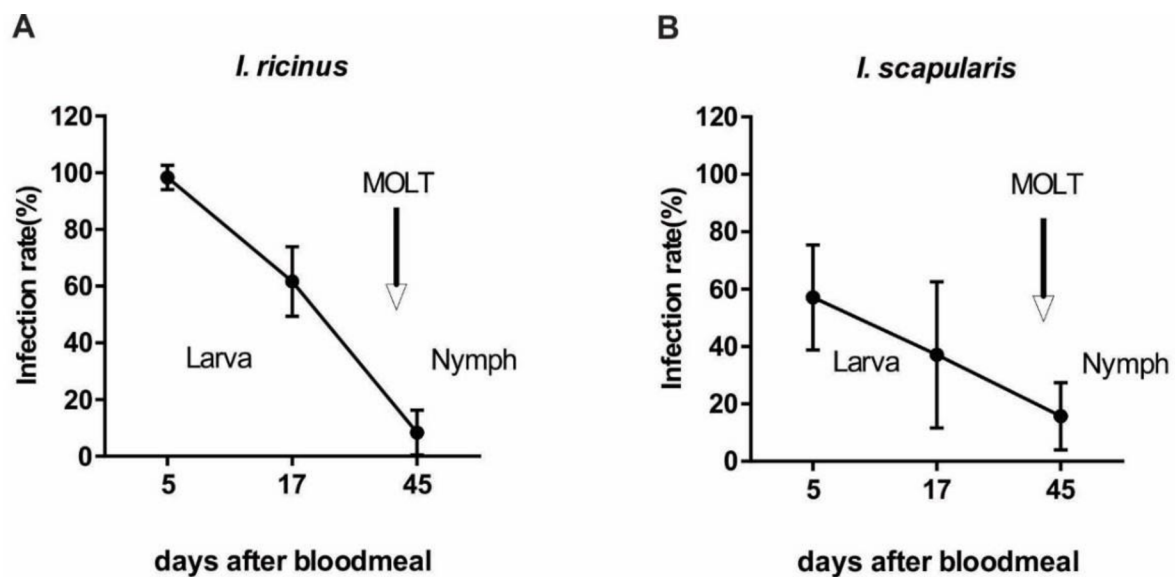 A
I. ricinus
Infection rate(%)
120
100
80
60
40
20
0
MOLT
Larva
Nymph
5 17 45
days after bloodmeal
B
I. scapularis
Infection rate(%)
120
100
80
60
40
20
0
MOLT
Larva
Nymph
5 17 45
days after bloodmeal